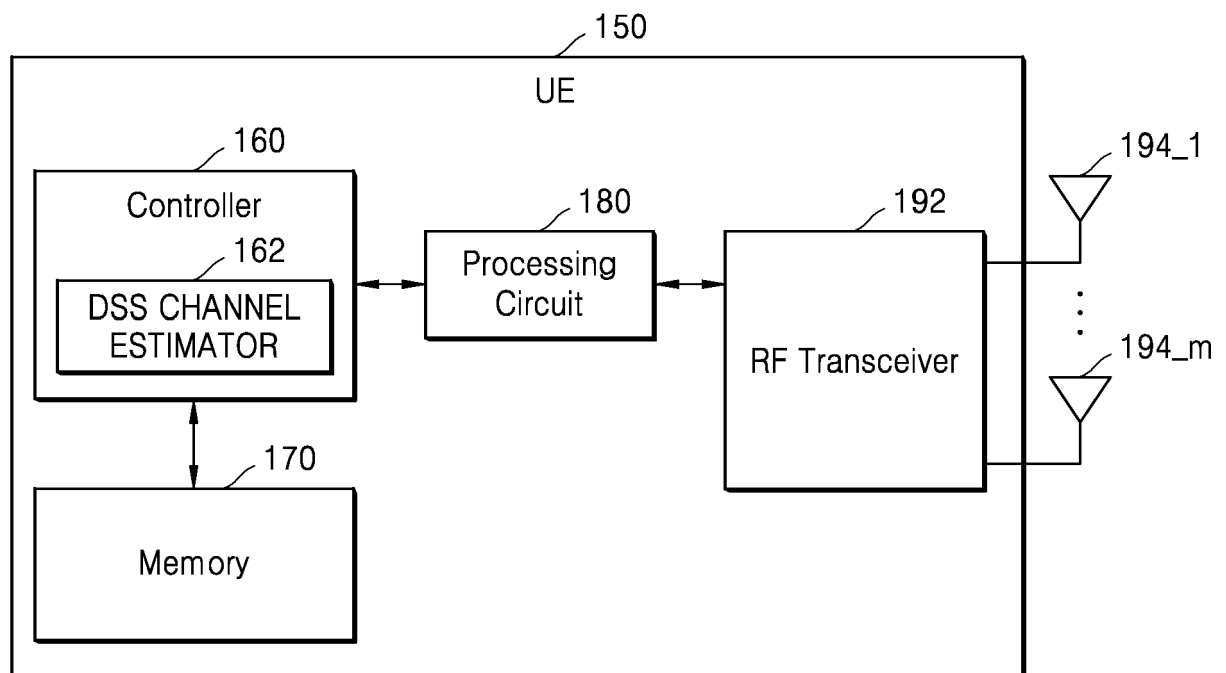 150
UE
160
Controller
162
DSS CHANNEL
ESTIMATOR
180
Processing
Circuit
192
RF Transceiver
194_1
194_m
170
Memory